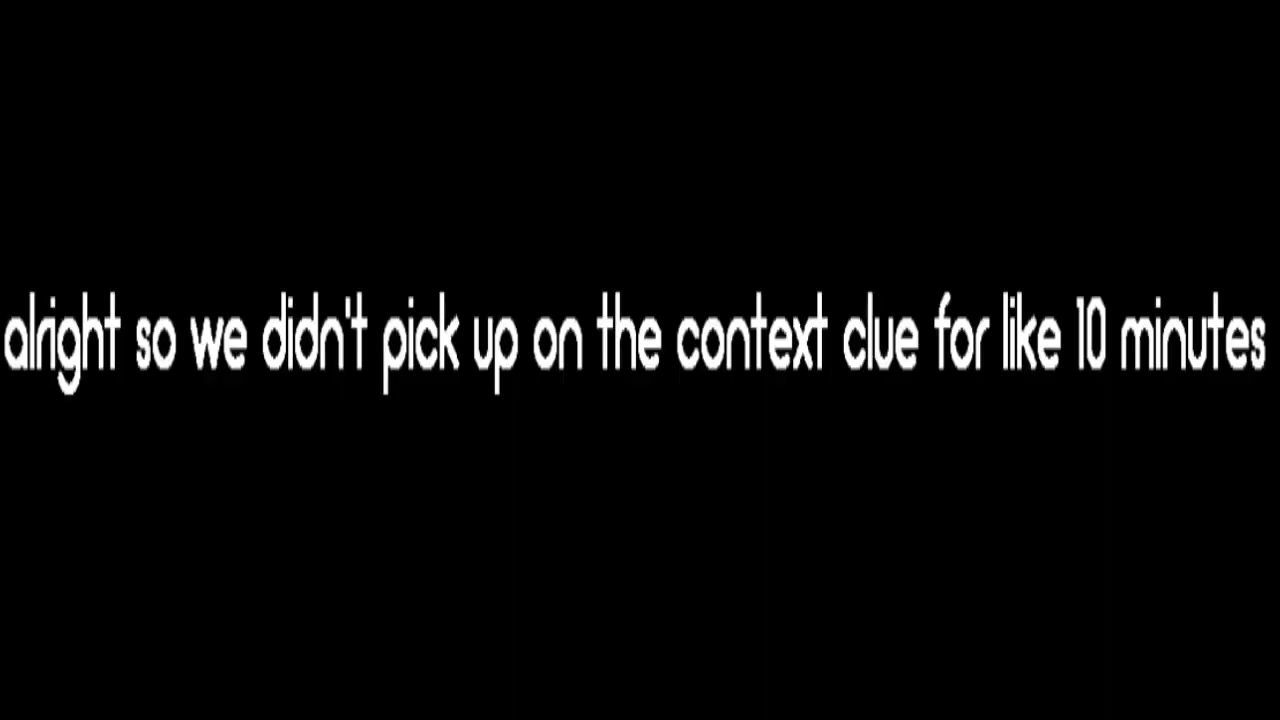 alright so we didn't pick up on the context clue for like 10 minutes